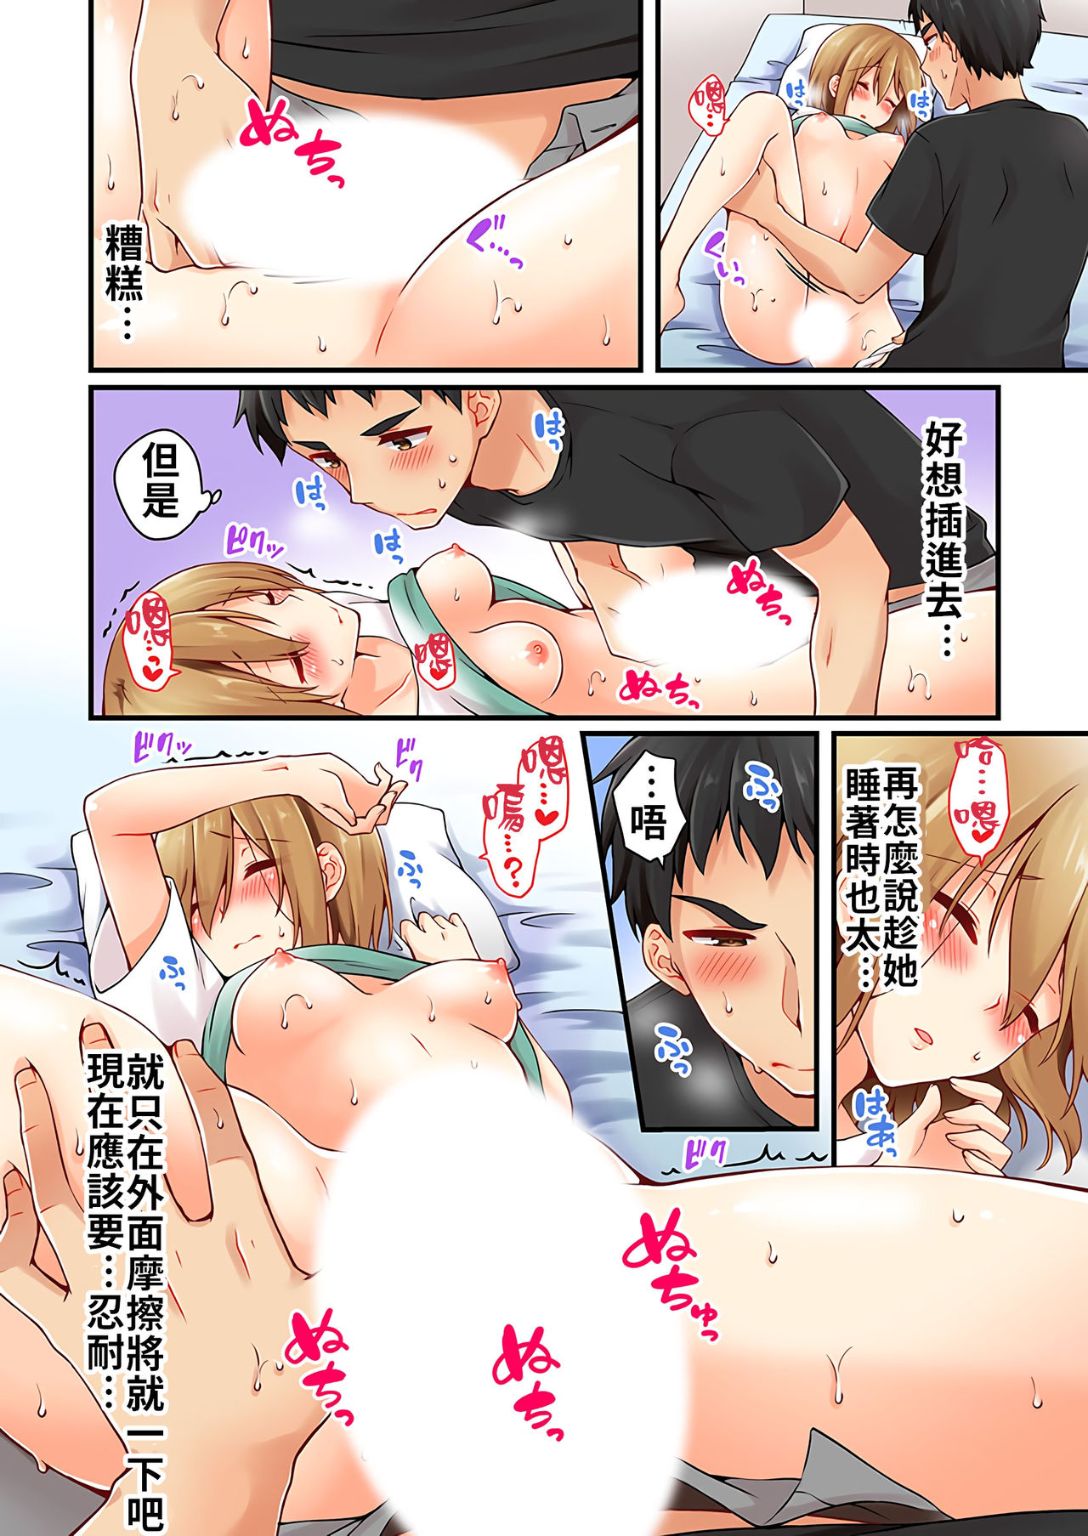 嗯…
はっ
はっ
くいっ
ぬちっ
ぐ…っ
糟糕…
好想插進去…
はっ
はっ
はっ
但是
ピクッ
ぬちっ
ぬちっ
嗯…
嗯…♥
哈…嗯…
再怎麼說趁她
睡著時也太…
はあっ
…唔
ふっ
ふっ
嗯…♥
嗚…?
ビクッ
ビク
ふっ
ふっ
ビク
ぬちゅっ
ぬちっ
ぬちっ
就只在外面摩擦將就一下吧
現在應該要…忍耐…